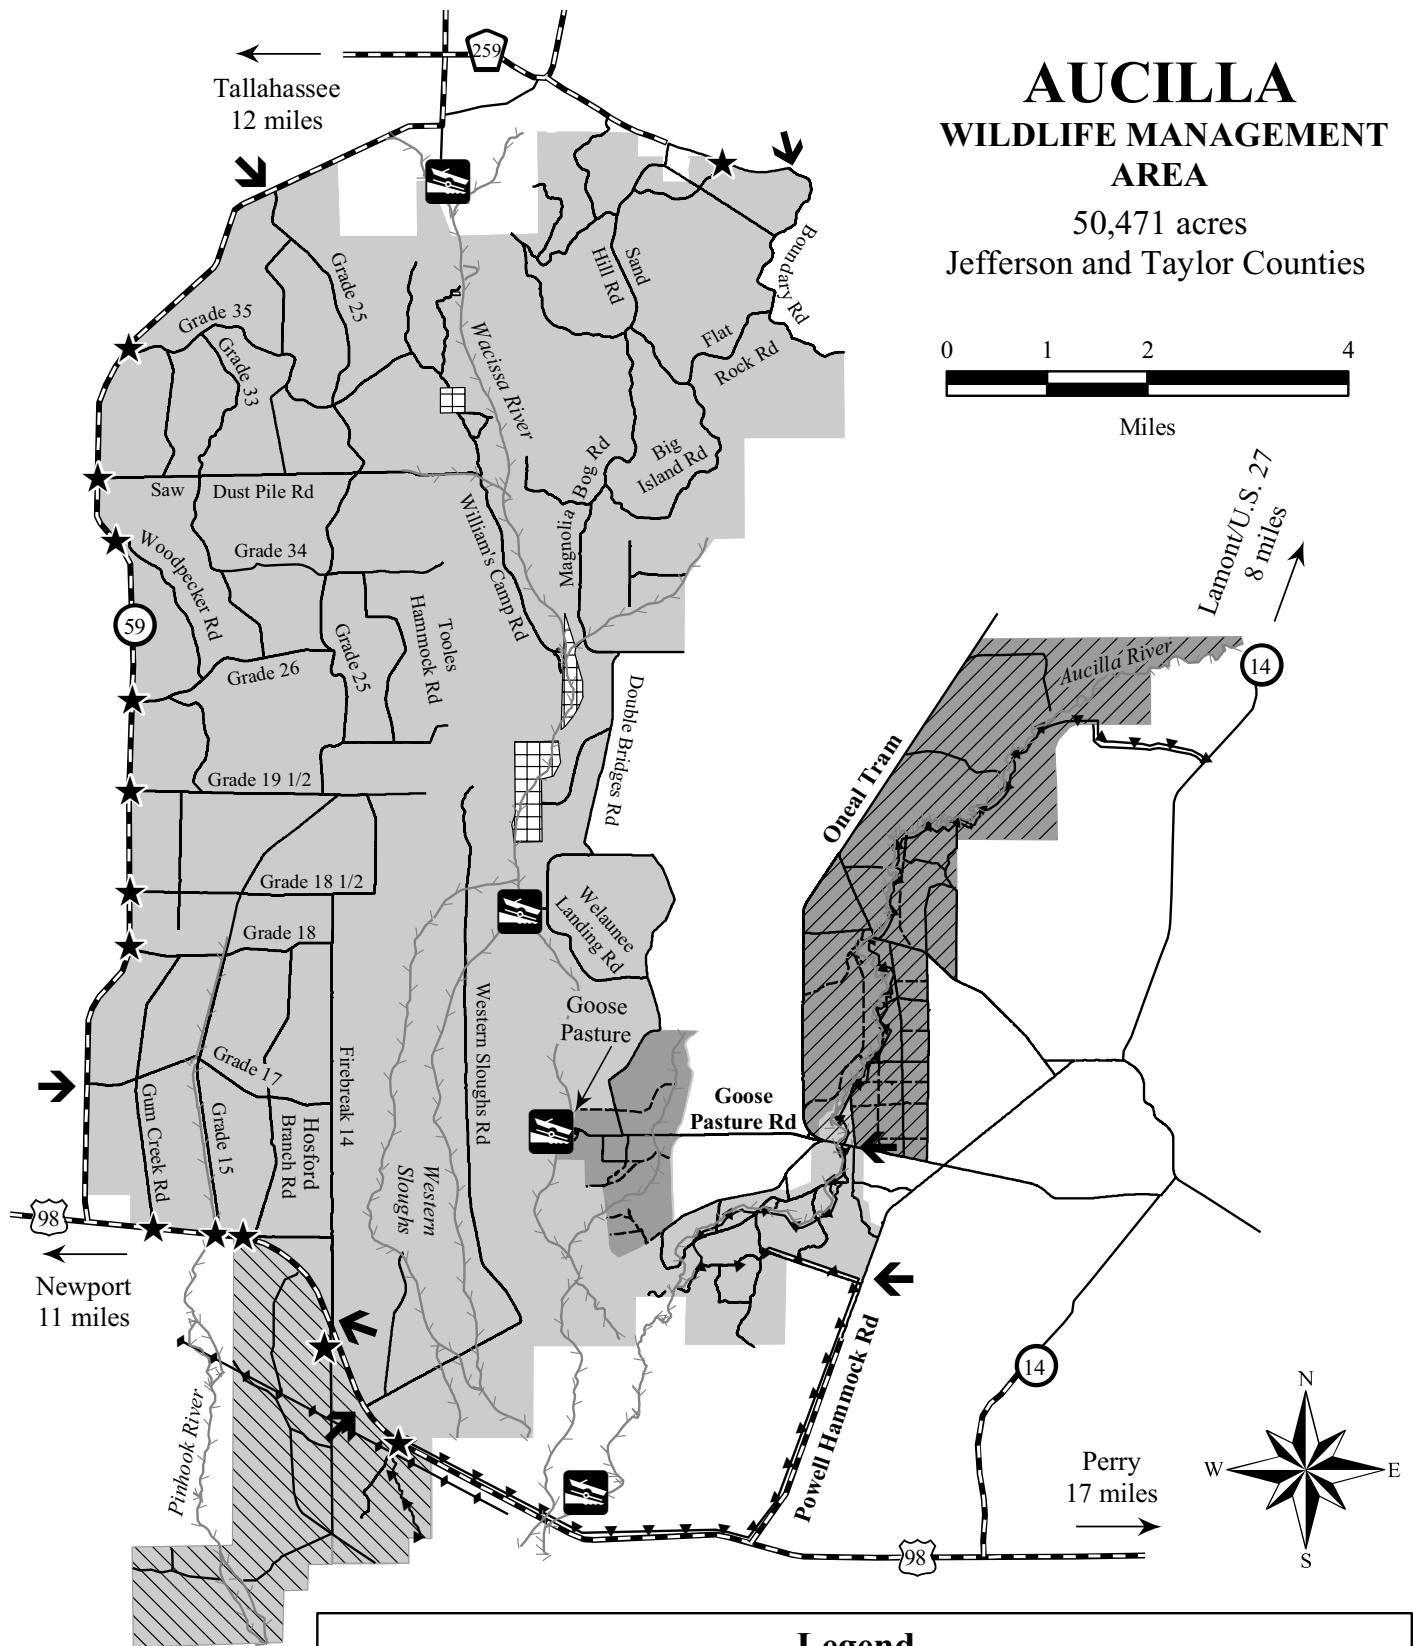 259
Tallahassee
12 miles
AUCILLA
WILDLIFE MANAGEMENT
AREA
50,471 acres
Jefferson and Taylor Counties
0 1 2 4
Miles
Boundary Rd
Sand
Hill Rd
Grade 25
Grade 35
Grade 33
Wacissa River
Flat
Rock Rd
Big
Island Rd
Magnolia Bog Rd
Saw Dust Pile Rd
William's Camp Rd
Lamont/U.S. 27
8 miles
Woodpecker Rd
Grade 34
59
Tooles
Hammock Rd
Grade 25
Grade 26
Aucilla River
14
Double Bridges Rd
Oneal Tram
Grade 19 1/2
Grade 18 1/2
Welaunee
Landing Rd
Grade 18
Goose
Pasture
Western Sloughs Rd
Firebreak 14
Grade 17
Goose
Pasture Rd
Gum Creek Rd
Grade 15
Hosford
Branch Rd
Western
Sloughs
98
Newport
11 miles
Powell Hammock Rd
14
Pinhook River
N
W E
S
Perry
17 miles
98
Legend